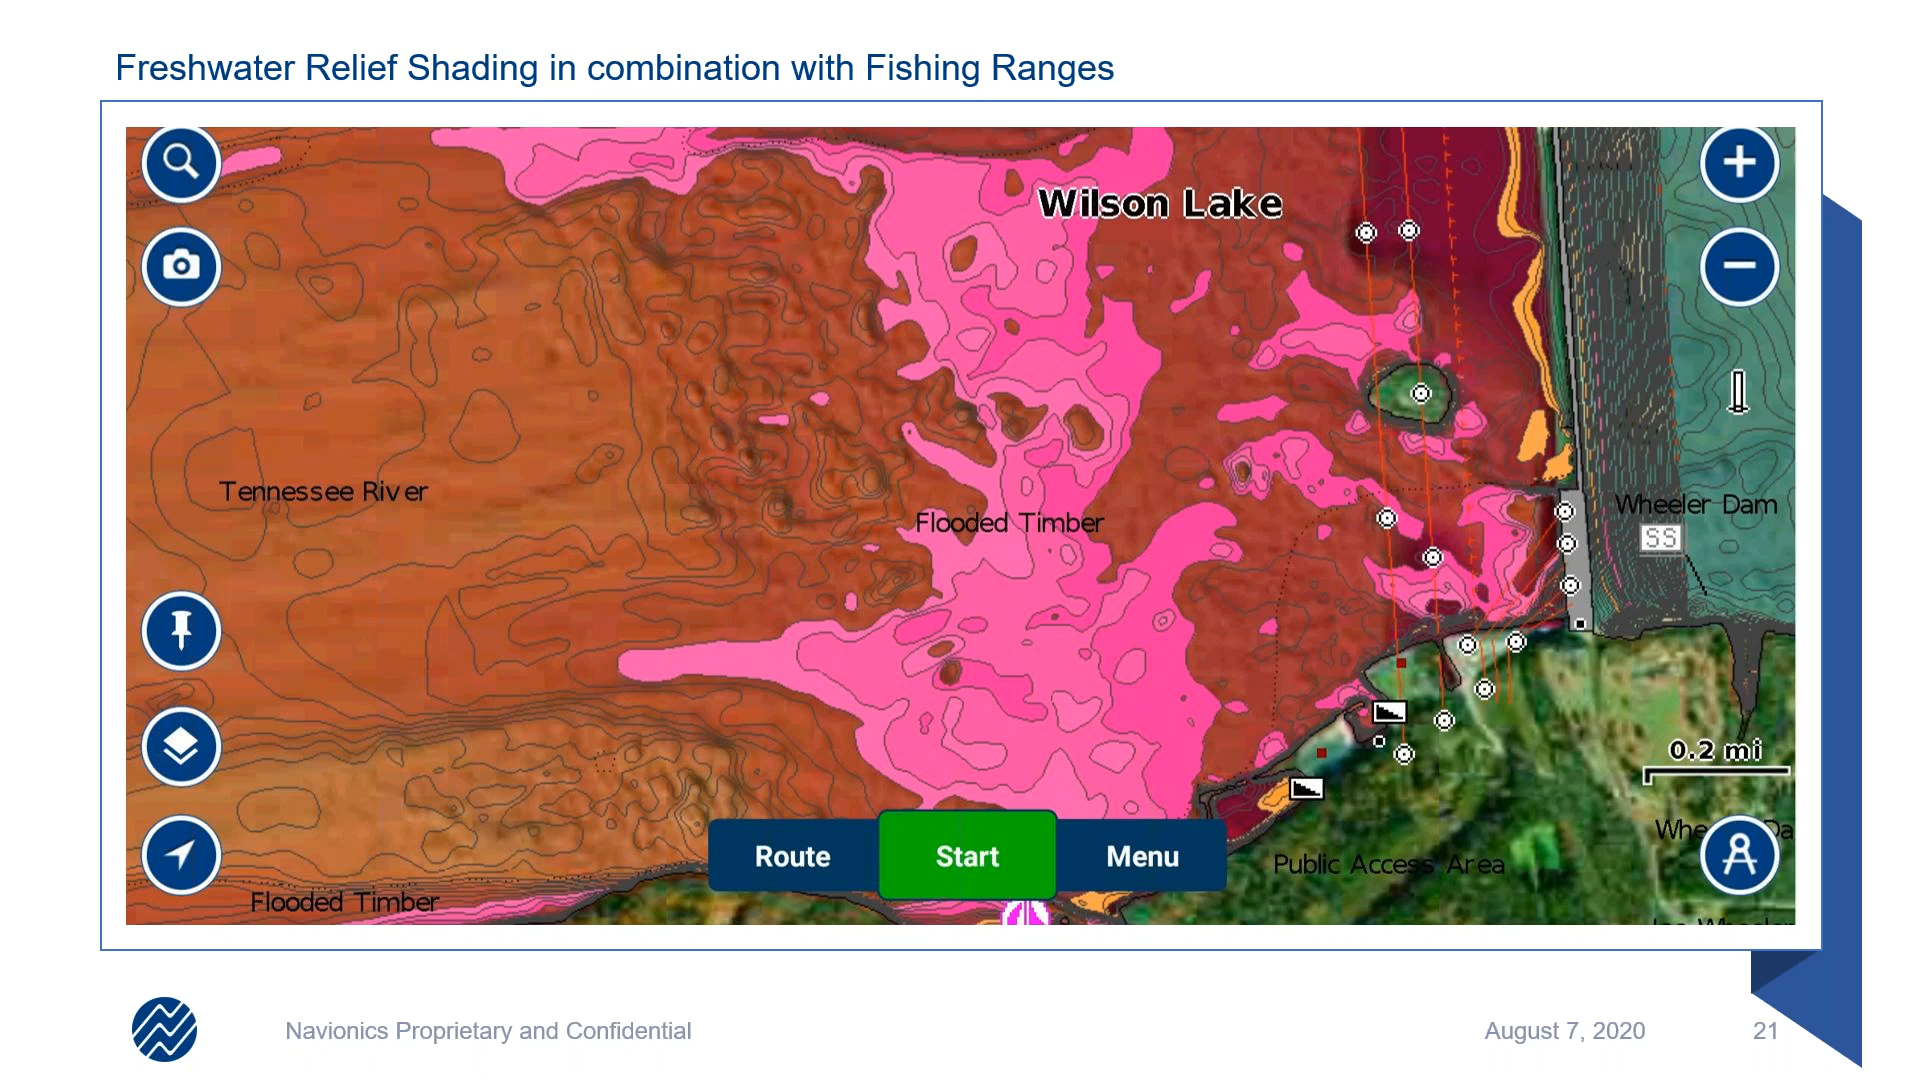 Freshwater Relief Shading in combination with Fishing Ranges
Wilson Lake
Tennessee River
Flooded Timber
Wheeler Dam
SS
0.2 mi
Route
Start
Menu
Public Access Area
Flooded Timber
Navionics Proprietary and Confidential
August 7, 2020
21